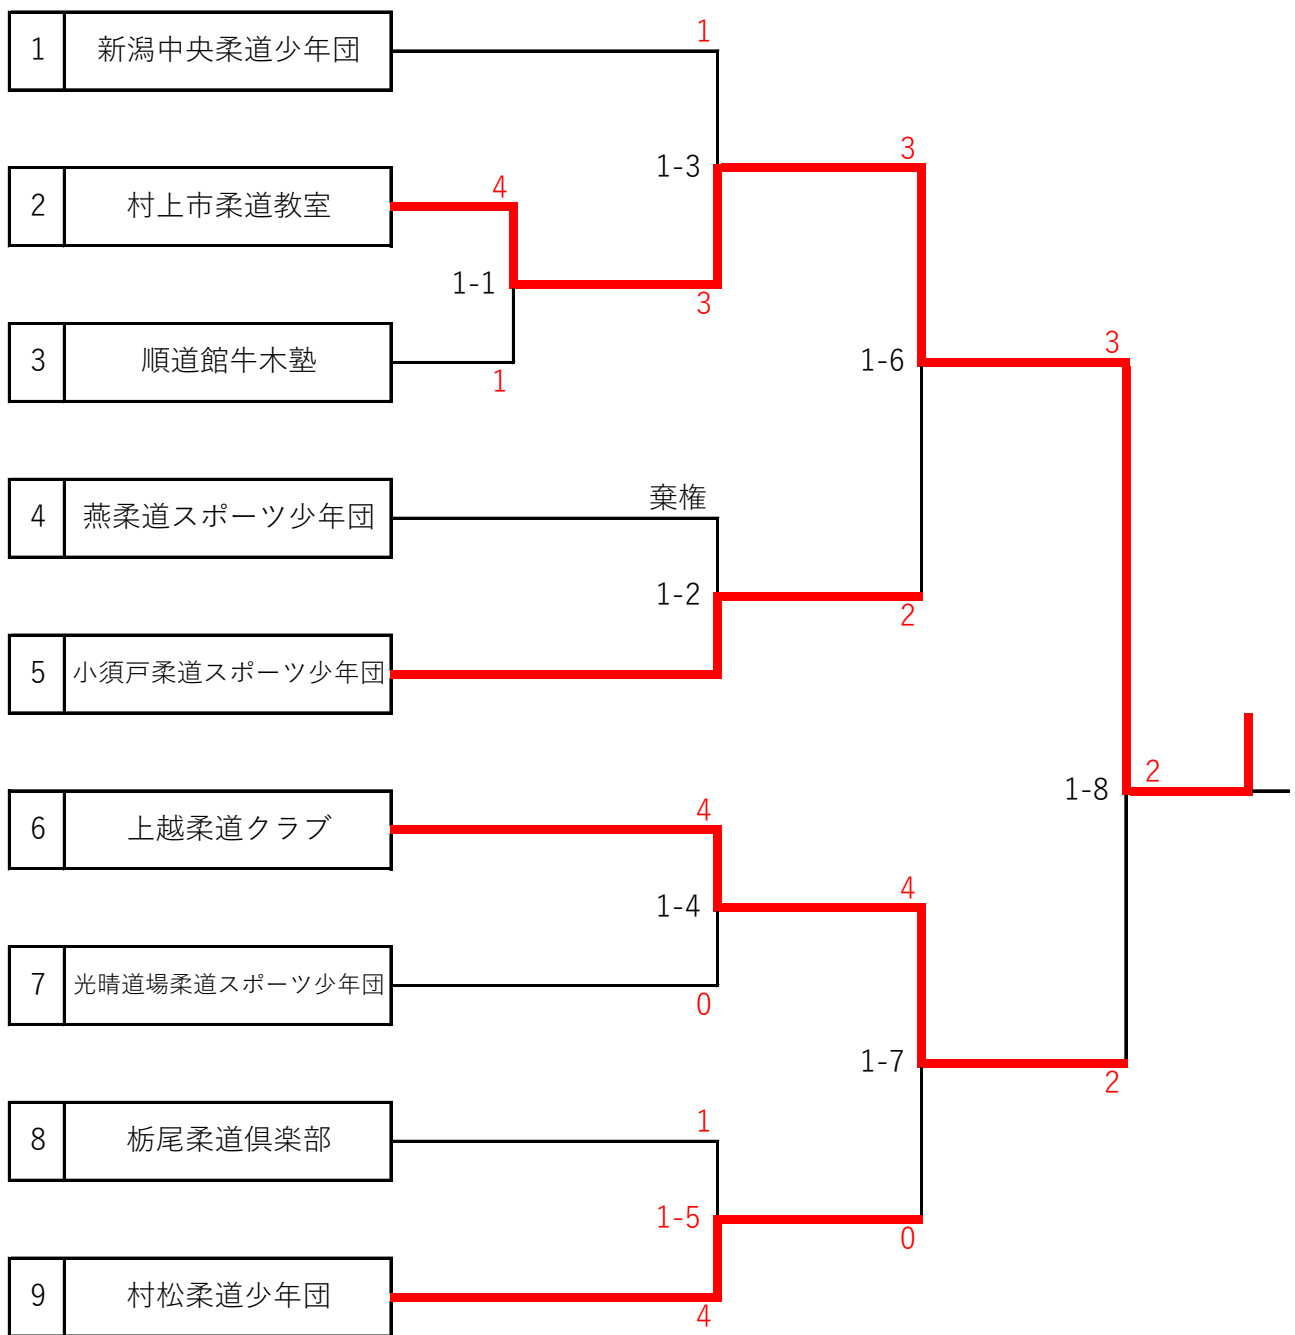 1
1 新潟中央柔道少年団
3
1-3
4
2 村上市柔道教室
1-1
3
3
1-6
3 順道館牛木塾
1
棄権
4 燕柔道スポーツ少年団
1-2
2
5 小須戸柔道スポーツ少年団
2
1-8
4
6 上越柔道クラブ
4
1-4
7 光晴道場柔道スポーツ少年団
0
1-7
2
1
8 栃尾柔道倶楽部
1-5
0
9 村松柔道少年団
4